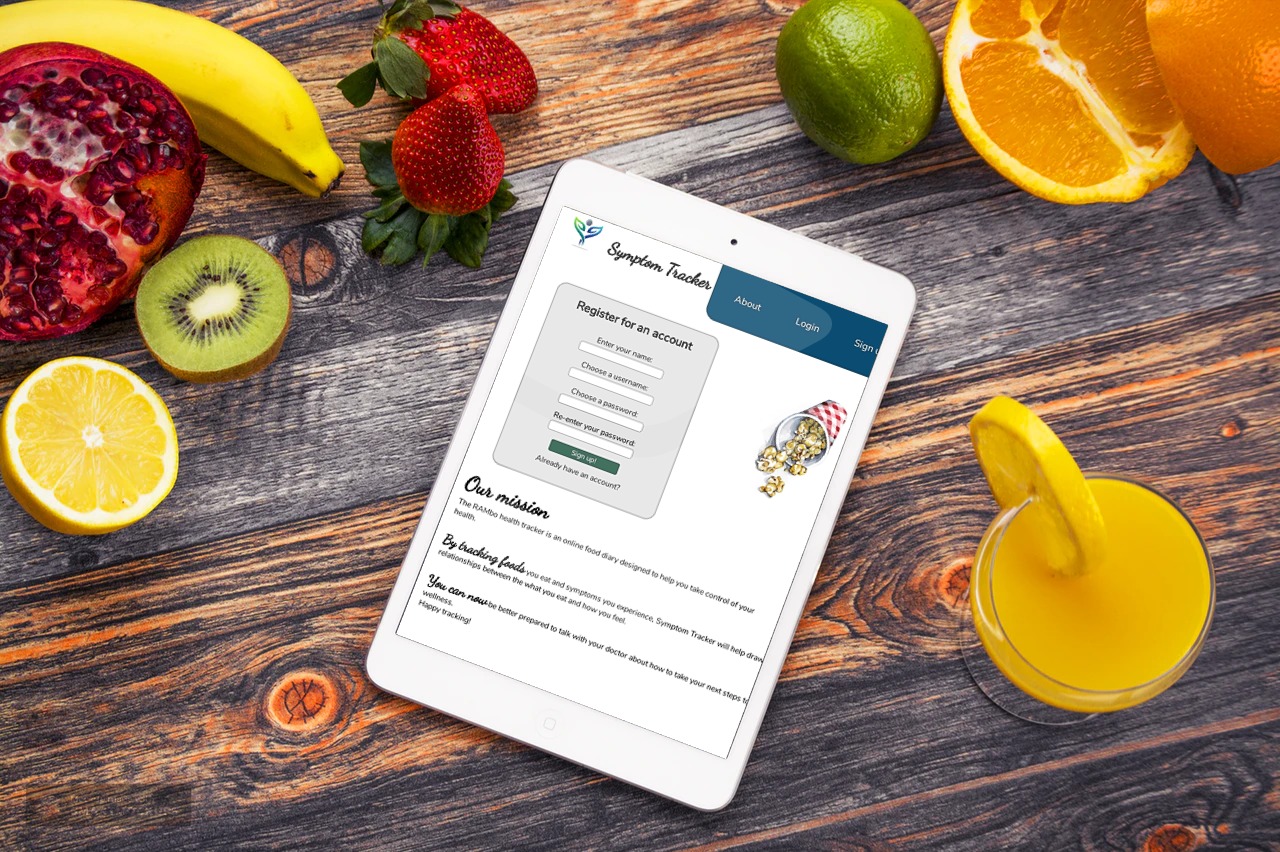 Symptom Tracker
About
Login
Sign u
Register for an account
Enter your name:
Choose a username:
Choose a password:
Re-enter your password:
Sign up!
Already have an account?
Our mission
The RAMbo health tracker is an online food diary designed to help you take control of your
health.
By tracking foods you eat and symptoms you experience, Symptom Tracker will help draw
relationships between the what you eat and how you feel.
You can now be better prepared to talk with your doctor about how to take your next steps to
wellness.
Happy tracking!